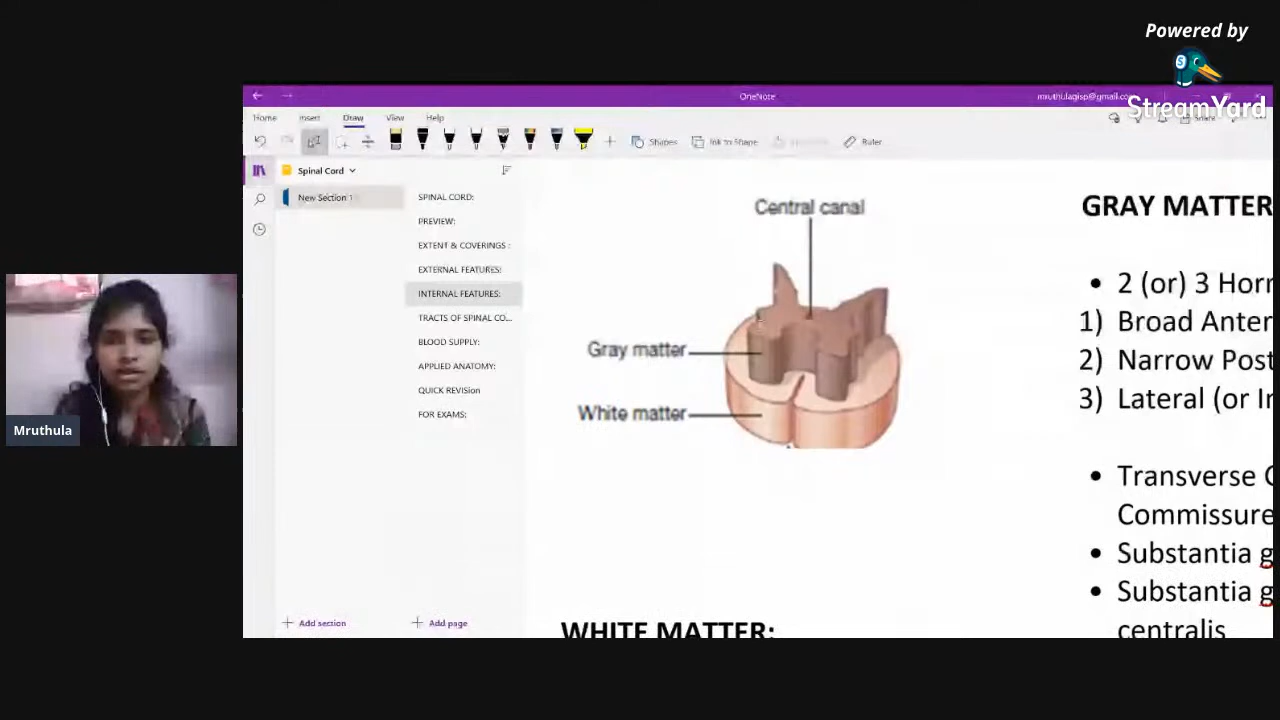 Powered by
StreamYard
OneNote
Home Insert Draw View Help
Shapes Ink to Shape Ruler
Spinal Cord
New Section 1
SPINAL CORD:
PREVIEW:
EXTENT & COVERINGS :
EXTERNAL FEATURES:
INTERNAL FEATURES:
TRACTS OF SPINAL CO...
BLOOD SUPPLY:
APPLIED ANATOMY:
QUICK REVISion
FOR EXAMS:
Add section
Add page
Central canal
Gray matter
White matter
WHITE MATTER:
GRAY MATTER
• 2 (or) 3 Horr
1) Broad Anter
2) Narrow Post
3) Lateral (or I
• Transverse C
Commissure
• Substantia g
• Substantia g
centralis
Mruthula